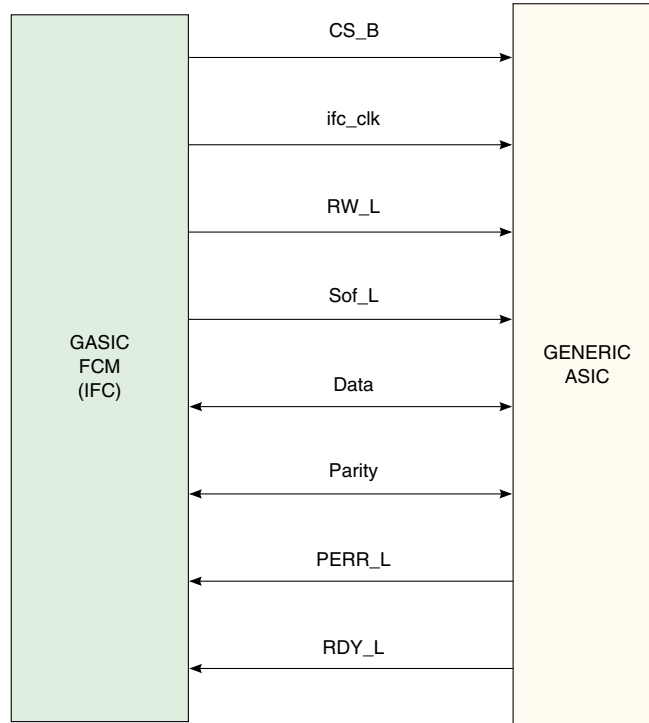 CS_B
ifc_clk
RW_L
Sof_L
GASIC
FCM
(IFC)
GENERIC
ASIC
Data
Parity
PERR_L
RDY_L